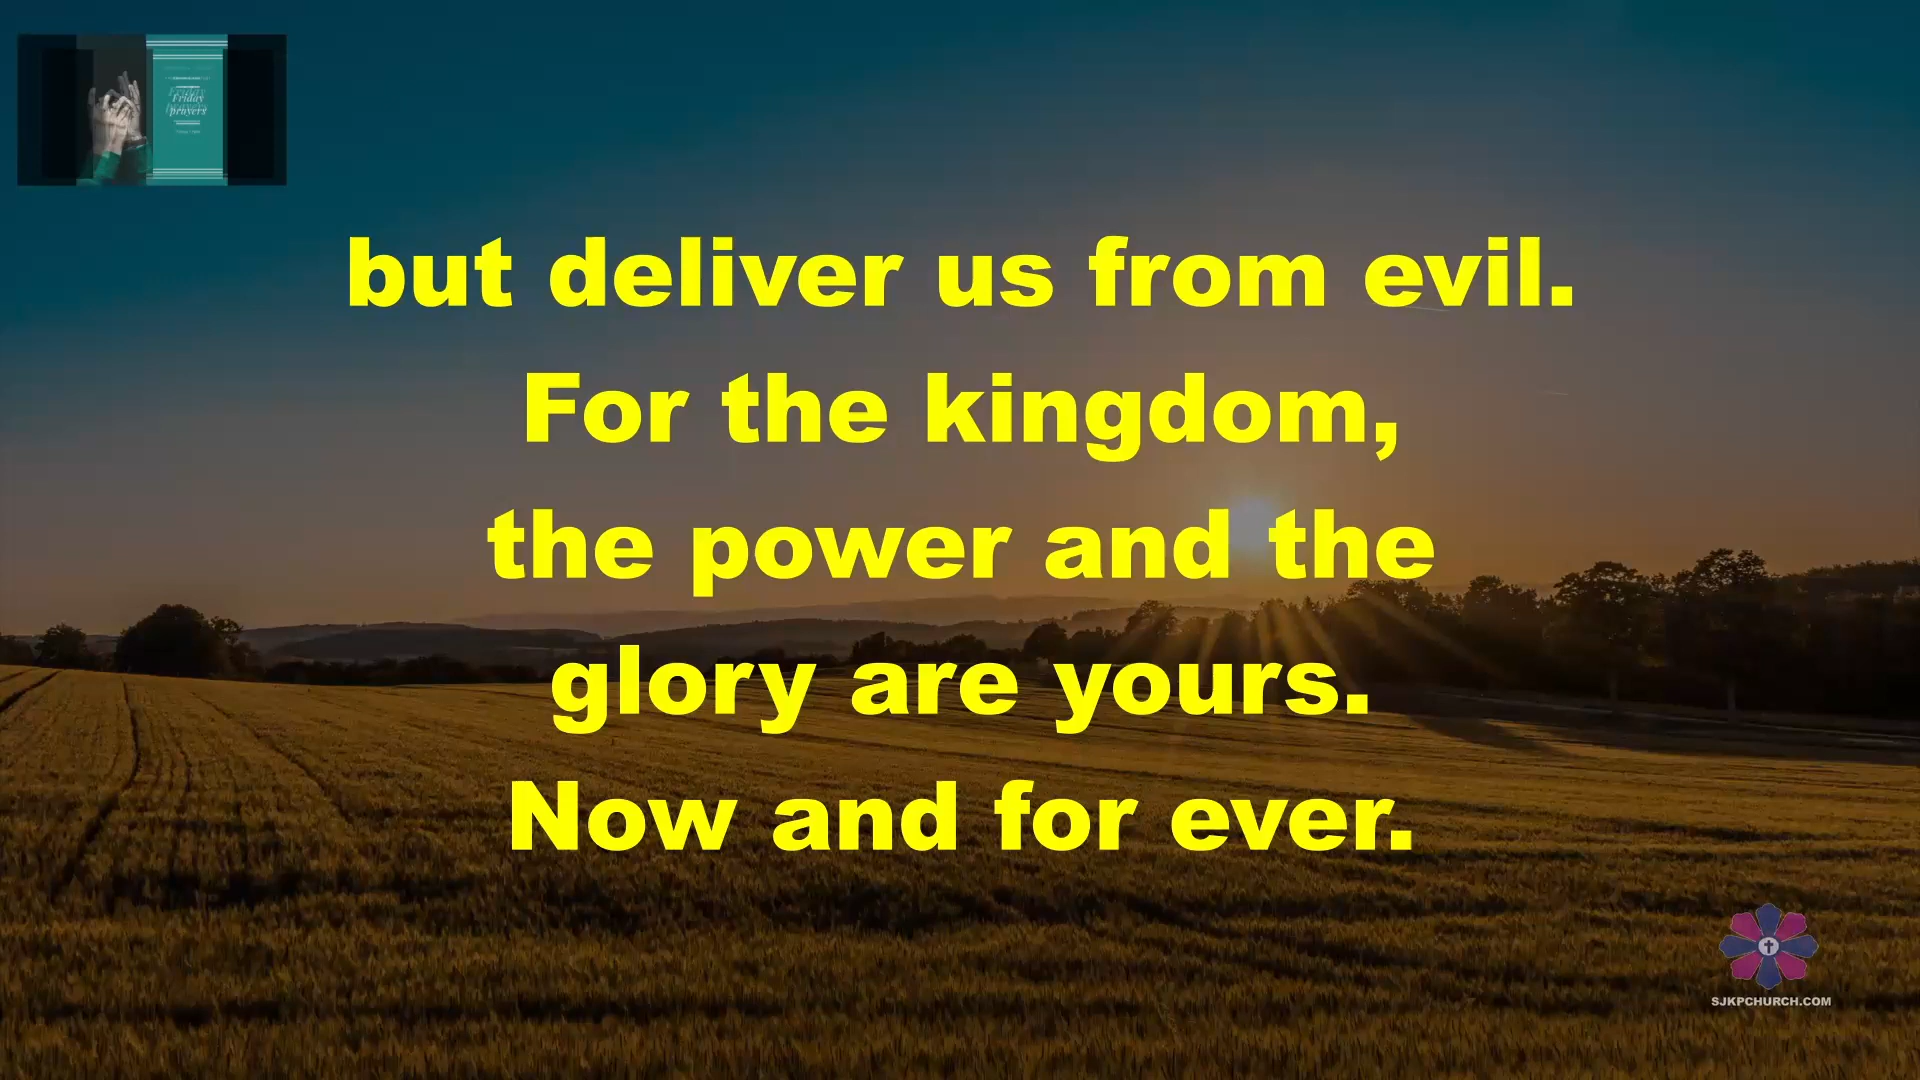 Friday
prayers
but deliver us from evil.
For the kingdom,
the power and the
glory are yours.
Now and for ever.
SJKPCHURCH.COM